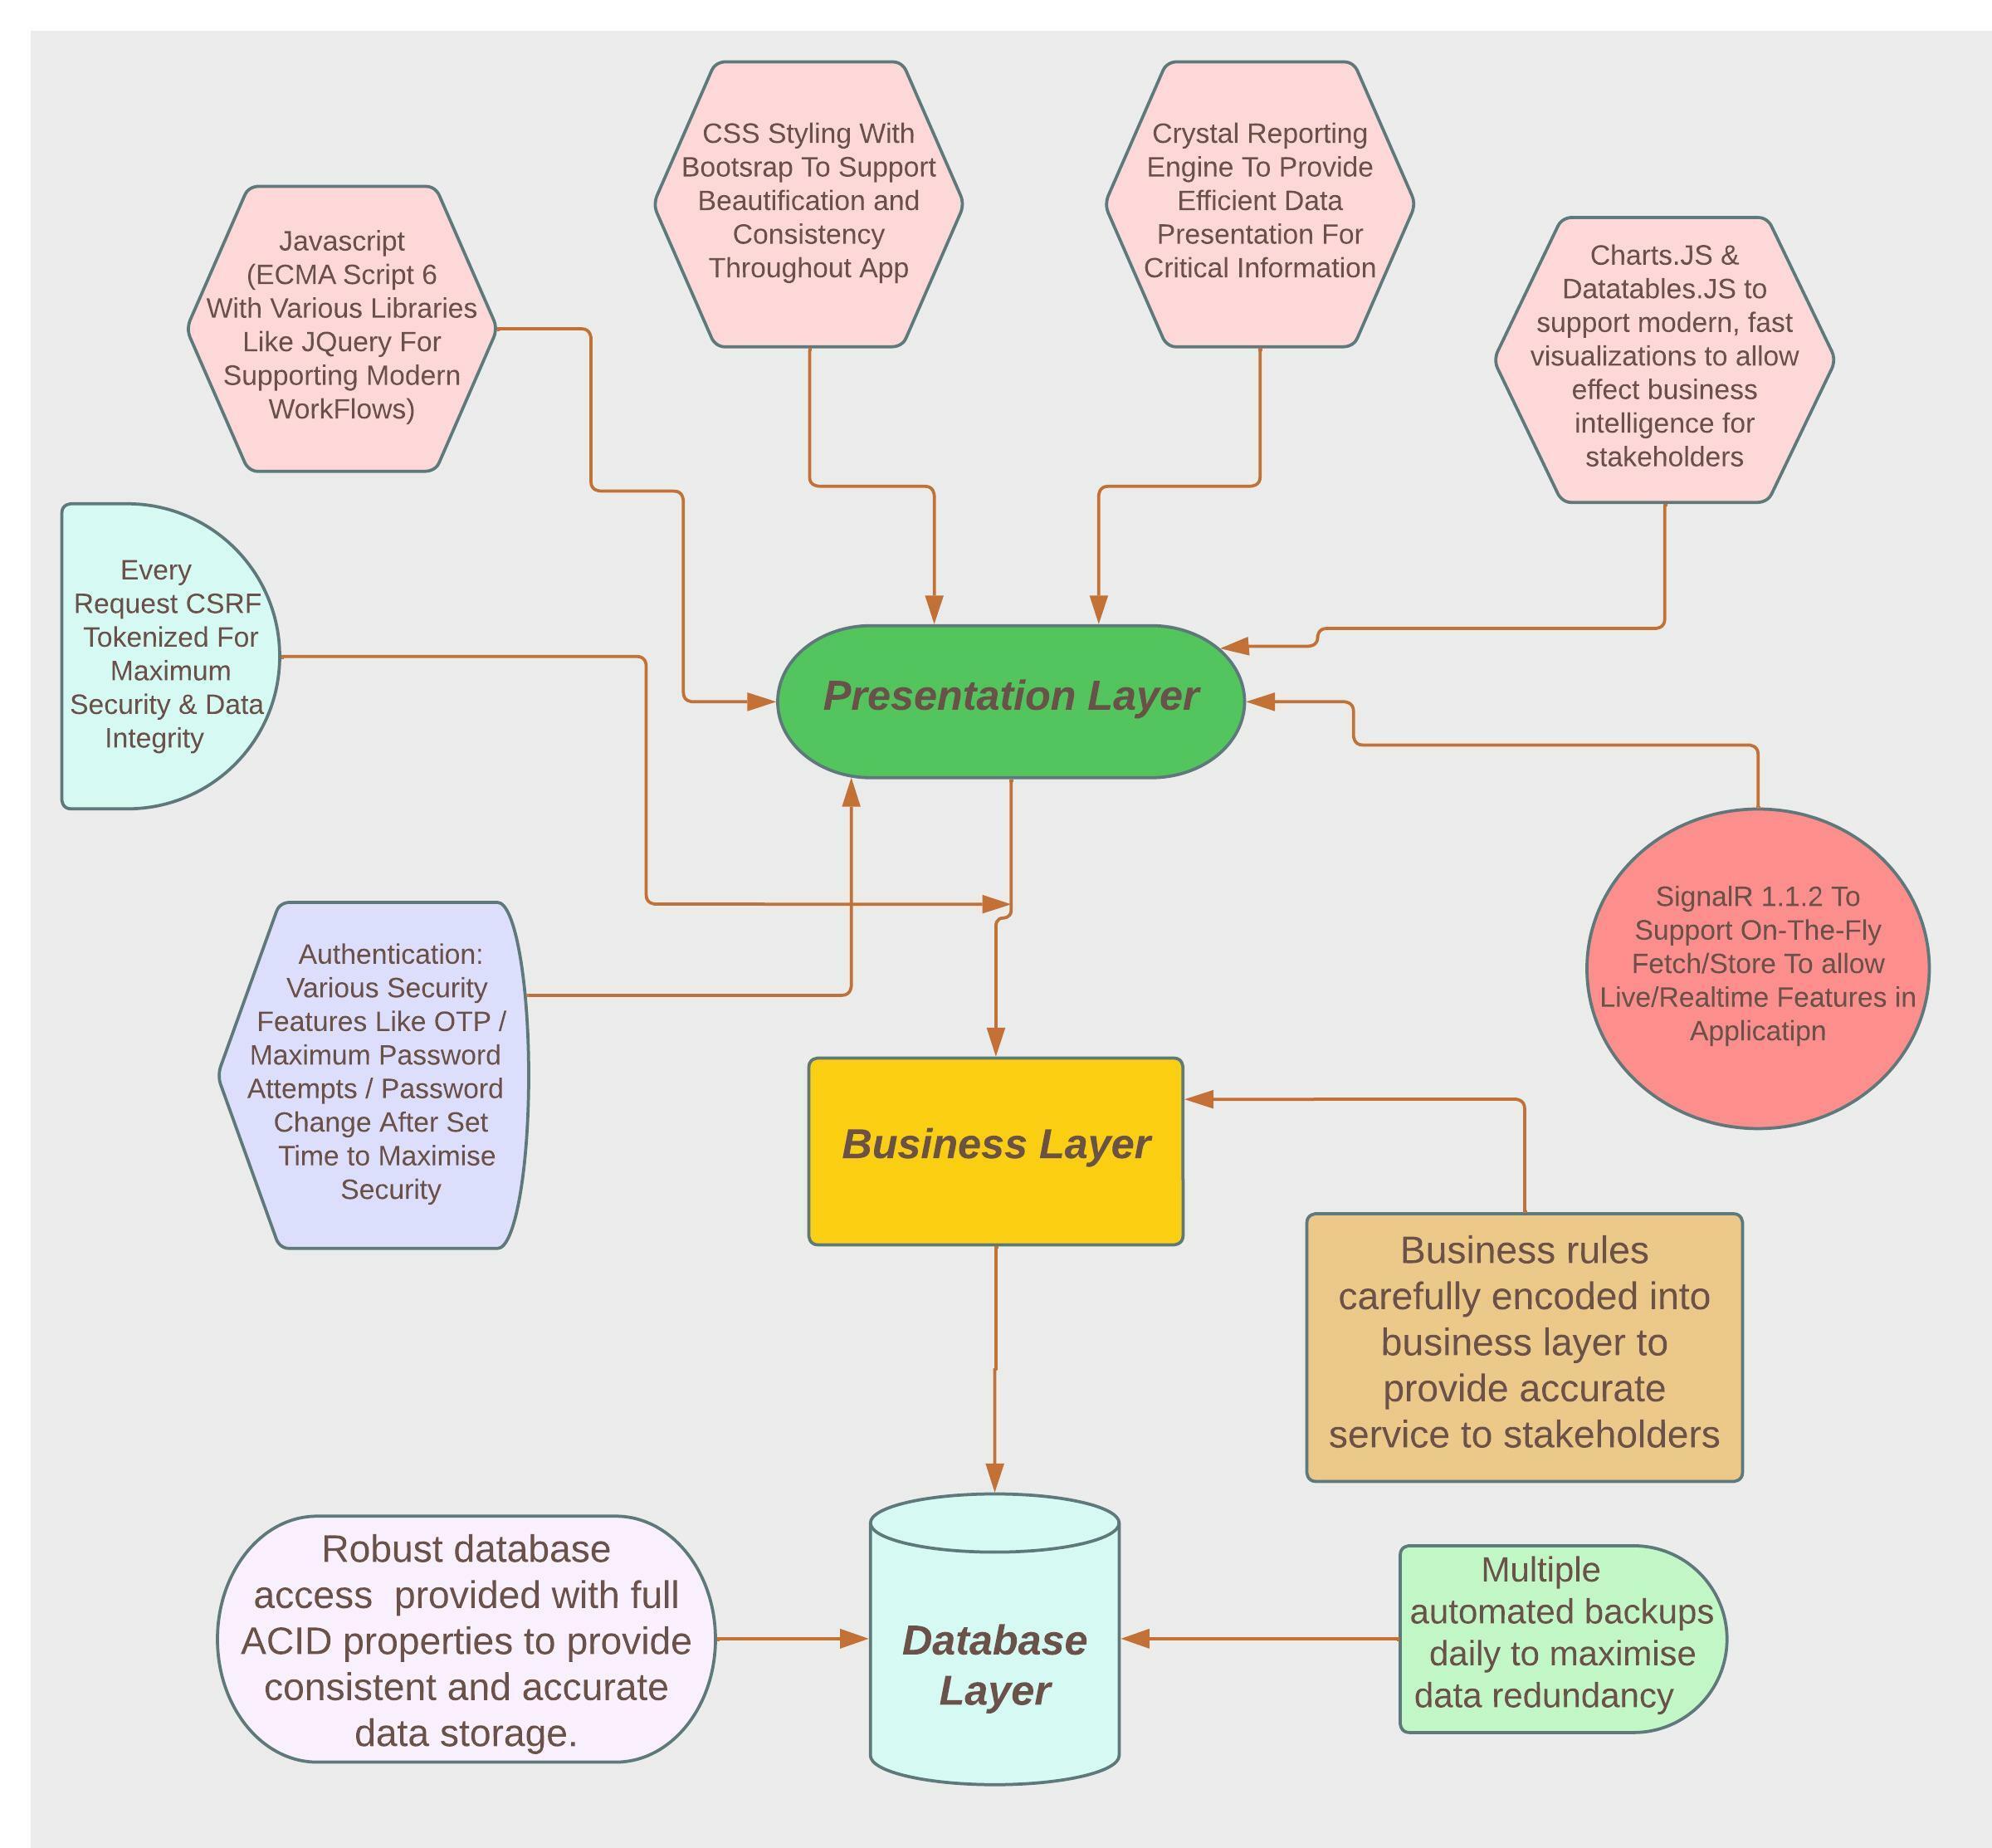 CSS Styling With
Bootsrap To Support
Beautification and
Consistency
Throughout App
Crystal Reporting
Engine To Provide
Efficient Data
Presentation For
Critical Information
Javascript
(ECMA Script 6
With Various Libraries
Like JQuery For
Supporting Modern
WorkFlows)
Charts.JS &
Datatables.JS to
support modern, fast
visualizations to allow
effect business
intelligence for
stakeholders
Every
Request CSRF
Tokenized For
Maximum
Security & Data
Integrity
Presentation Layer
SignalR 1.1.2 To
Support On-The-Fly
Fetch/Store To allow
Live/Realtime Features in
Applicatipn
Authentication:
Various Security
Features Like OTP /
Maximum Password
Attempts / Password
Change After Set
Time to Maximise
Security
Business Layer
Business rules
carefully encoded into
business layer to
provide accurate
service to stakeholders
Robust database
access  provided with full
ACID properties to provide
consistent and accurate
data storage.
Database
Layer
Multiple
automated backups
daily to maximise
data redundancy